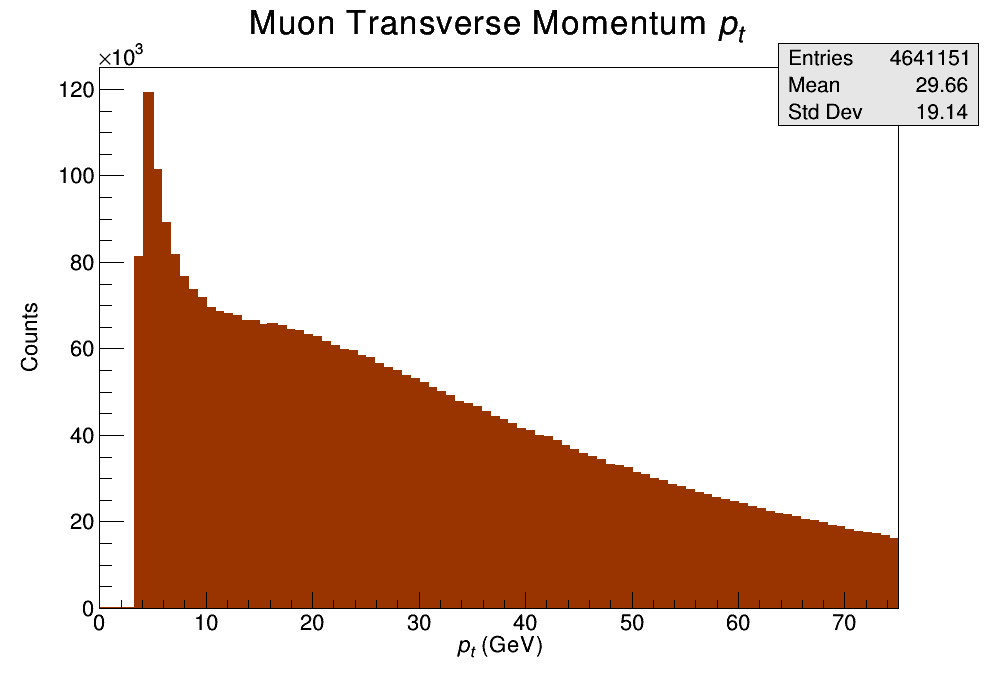 Muon Transverse Momentum pt
×10³
Entries 4641151
Mean 29.66
Std Dev 19.14
120
100
80
60
40
20
0
Counts
0 10 20 30 40 50 60 70
pt (GeV)